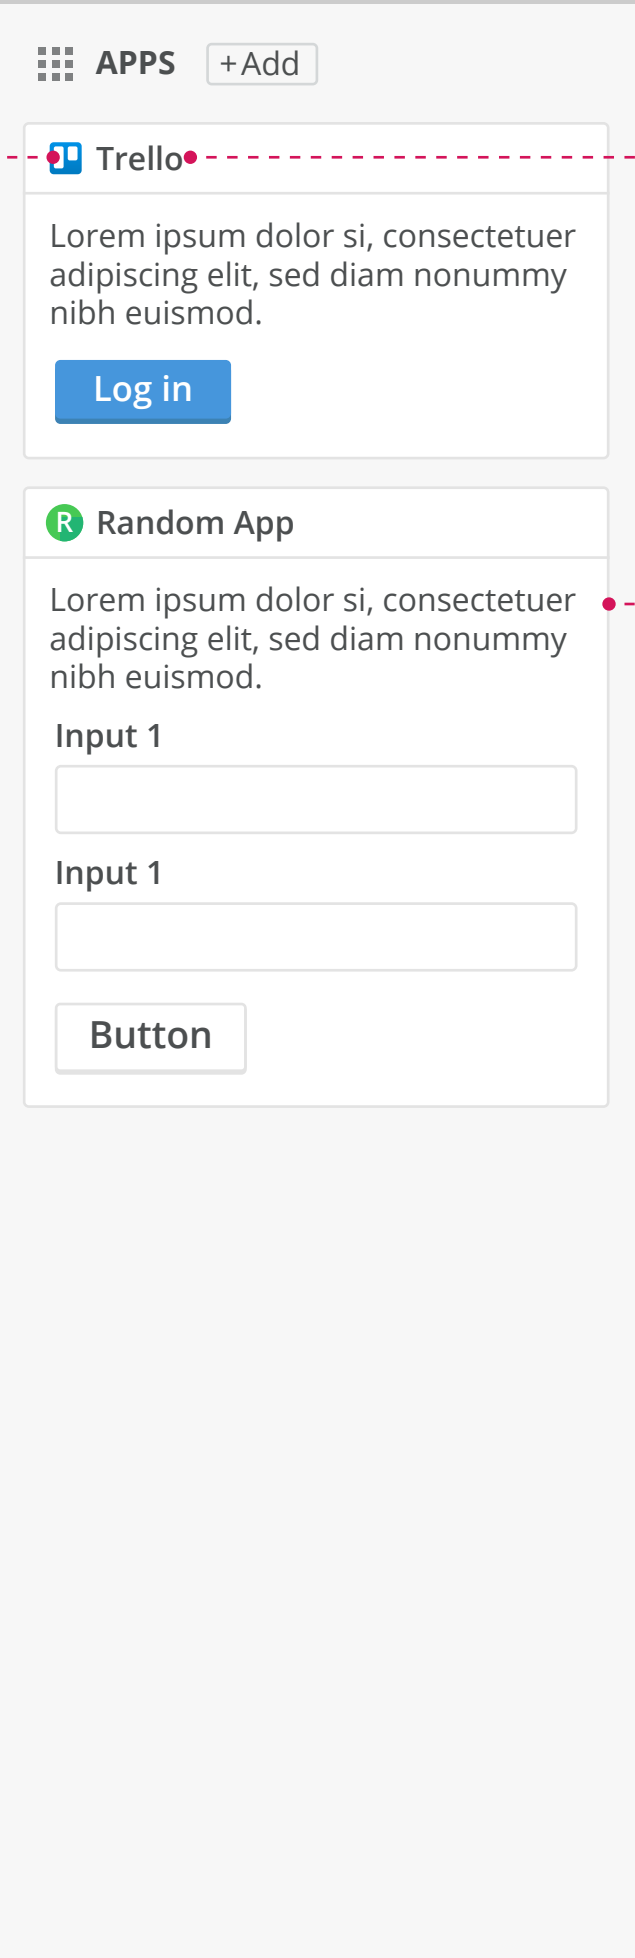 APPS +Add
Trello
Lorem ipsum dolor si, consectetuer
adipiscing elit, sed diam nonummy
nibh euismod.
Log in
R Random App
Lorem ipsum dolor si, consectetuer
adipiscing elit, sed diam nonummy
nibh euismod.
Input 1
Input 1
Button